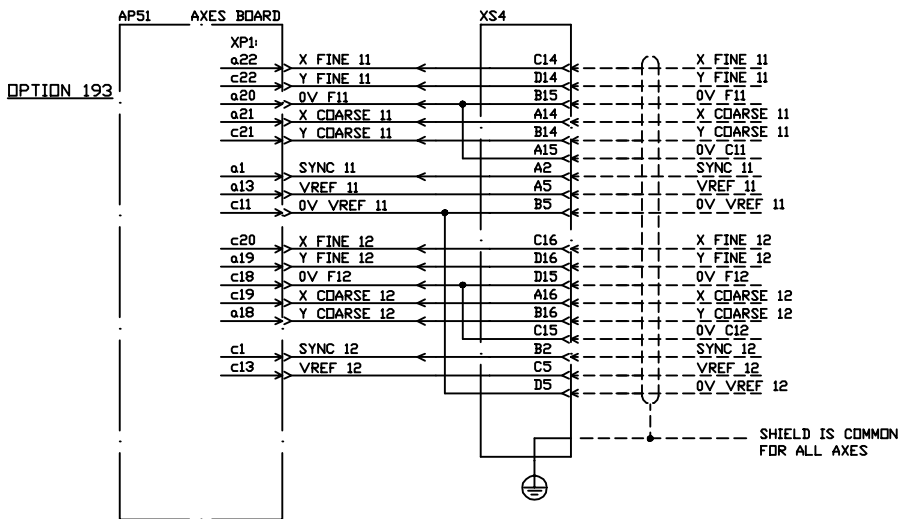 AP51 AXES BOARD XS4
XP1:
a22 X FINE 11 C14 X FINE 11
c22 Y FINE 11 D14 Y FINE 11
OPTION 193
a20 0V F11 B15 0V F11
a21 X COARSE 11 A14 X COARSE 11
c21 Y COARSE 11 B14 Y COARSE 11
A15 0V C11
a1 SYNC 11 A2 SYNC 11
a13 VREF 11 A5 VREF 11
c11 0V VREF 11 B5 0V VREF 11
c20 X FINE 12 C16 X FINE 12
a19 Y FINE 12 D16 Y FINE 12
c18 0V F12 D15 0V F12
c19 X COARSE 12 A16 X COARSE 12
a18 Y COARSE 12 B16 Y COARSE 12
C15 0V C12
c1 SYNC 12 B2 SYNC 12
c13 VREF 12 C5 VREF 12
D5 0V VREF 12
SHIELD IS COMMON
FOR ALL AXES